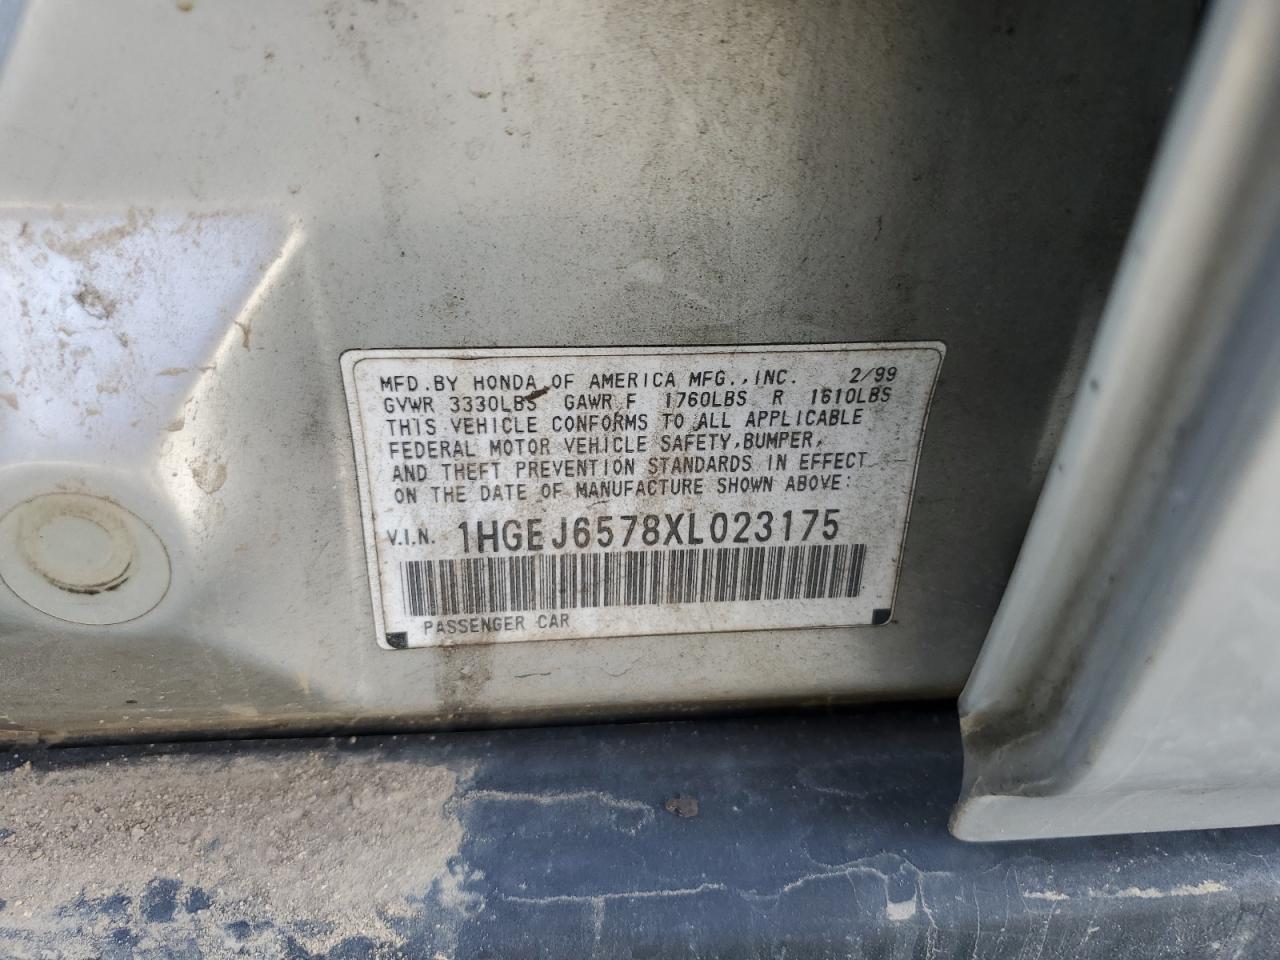 MFD.BY HONDA OF AMERICA MFG.,INC. 2/99
GVWR 3330LBS GAWR F 1760LBS R 1610LBS
THIS VEHICLE CONFORMS TO ALL APPLICABLE
FEDERAL MOTOR VEHICLE SAFETY,BUMPER,
AND THEFT PREVENTION STANDARDS IN EFFECT
ON THE DATE OF MANUFACTURE SHOWN ABOVE:
V.I.N. 1HGEJ6578XL023175
PASSENGER CAR